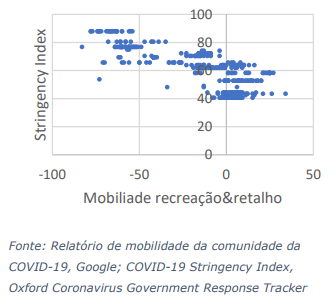 100
80
60
40
20
0
Stringency Index
-100 -50 0 50
Mobiliade recreação&retalho
Fonte: Relatório de mobilidade da comunidade da
COVID-19, Google; COVID-19 Stringency Index,
Oxford Coronavirus Government Response Tracker